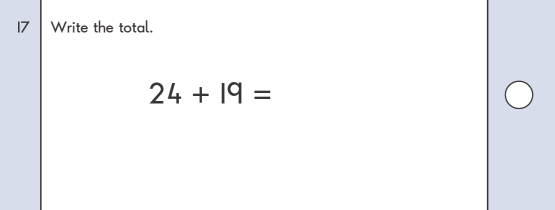 17 Write the total.
24 + 19 =